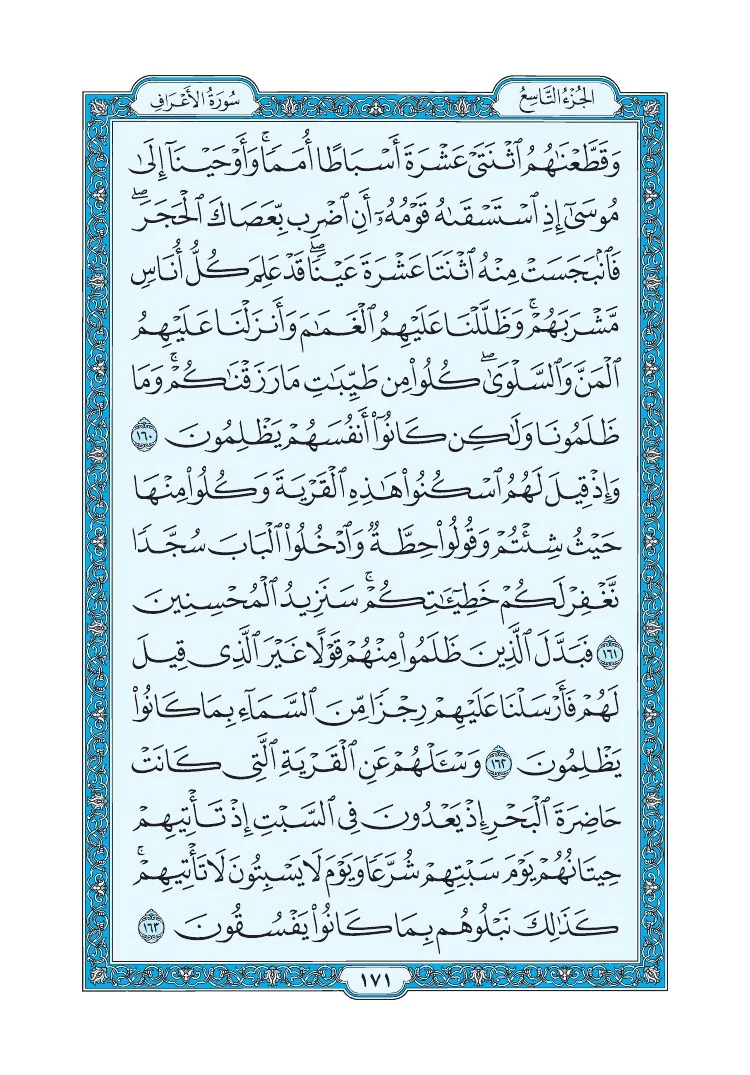 الجُزْءُ التَّاسِعُ
سُورَةُ الأَعْرَافِ
وَقَطَّعْنَٰهُمُ ٱثْنَتَىْ عَشْرَةَ أَسْبَاطًا أُمَمًاۚ وَأَوْحَيْنَآ إِلَىٰ
مُوسَىٰٓ إِذِ ٱسْتَسْقَىٰهُ قَوْمُهُۥٓ أَنِ ٱضْرِب بِّعَصَاكَ ٱلْحَجَرَۖ
فَٱنۢبَجَسَتْ مِنْهُ ٱثْنَتَا عَشْرَةَ عَيْنًاۖ قَدْ عَلِمَ كُلُّ أُنَاسٍ
مَّشْرَبَهُمْۚ وَظَلَّلْنَا عَلَيْهِمُ ٱلْغَمَٰمَ وَأَنزَلْنَا عَلَيْهِمُ
ٱلْمَنَّ وَٱلسَّلْوَىٰۖ كُلُوا۟ مِن طَيِّبَٰتِ مَا رَزَقْنَٰكُمْۚ وَمَا
ظَلَمُونَا وَلَٰكِن كَانُوٓا۟ أَنفُسَهُمْ يَظْلِمُونَ ١٦٠
وَإِذْ قِيلَ لَهُمُ ٱسْكُنُوا۟ هَٰذِهِ ٱلْقَرْيَةَ وَكُلُوا۟ مِنْهَا
حَيْثُ شِئْتُمْ وَقُولُوا۟ حِطَّةٌ وَٱدْخُلُوا۟ ٱلْبَابَ سُجَّدًا
نَّغْفِرْ لَكُمْ خَطِيٓـَٰٔتِكُمْۚ سَنَزِيدُ ٱلْمُحْسِنِينَ
١٦١ فَبَدَّلَ ٱلَّذِينَ ظَلَمُوا۟ مِنْهُمْ قَوْلًا غَيْرَ ٱلَّذِى قِيلَ
لَهُمْ فَأَرْسَلْنَا عَلَيْهِمْ رِجْزًا مِّنَ ٱلسَّمَآءِ بِمَا كَانُوا۟
يَظْلِمُونَ ١٦٢ وَسْـَٔلْهُمْ عَنِ ٱلْقَرْيَةِ ٱلَّتِى كَانَتْ
حَاضِرَةَ ٱلْبَحْرِ إِذْ يَعْدُونَ فِى ٱلسَّبْتِ إِذْ تَأْتِيهِمْ
حِيتَانُهُمْ يَوْمَ سَبْتِهِمْ شُرَّعًا وَيَوْمَ لَا يَسْبِتُونَ لَا تَأْتِيهِمْۚ
كَذَٰلِكَ نَبْلُوهُم بِمَا كَانُوا۟ يَفْسُقُونَ ١٦٣
١٧١